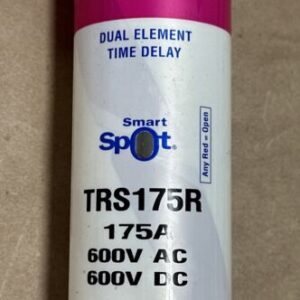 DUAL ELEMENT
TIME DELAY
Smart
Spot®
Any Red = Open
TRS175R
175A
600V AC
600V DC